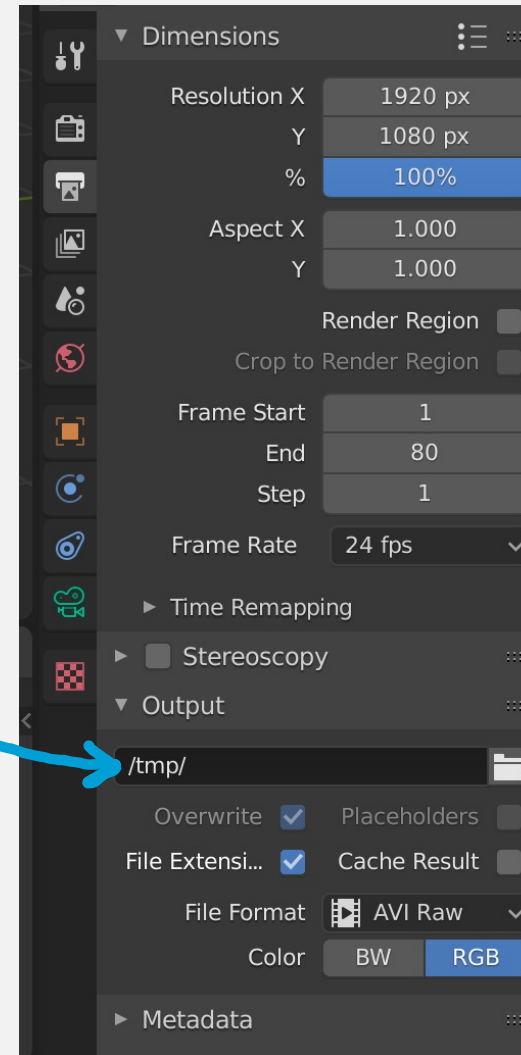 Dimensions
Resolution X 1920 px
Y 1080 px
% 100%
Aspect X 1.000
Y 1.000
Render Region
Crop to Render Region
Frame Start 1
End 80
Step 1
Frame Rate 24 fps
Time Remapping
Stereoscopy
Output
/tmp/
Overwrite Placeholders
File Extensi... Cache Result
File Format AVI Raw
Color BW RGB
Metadata